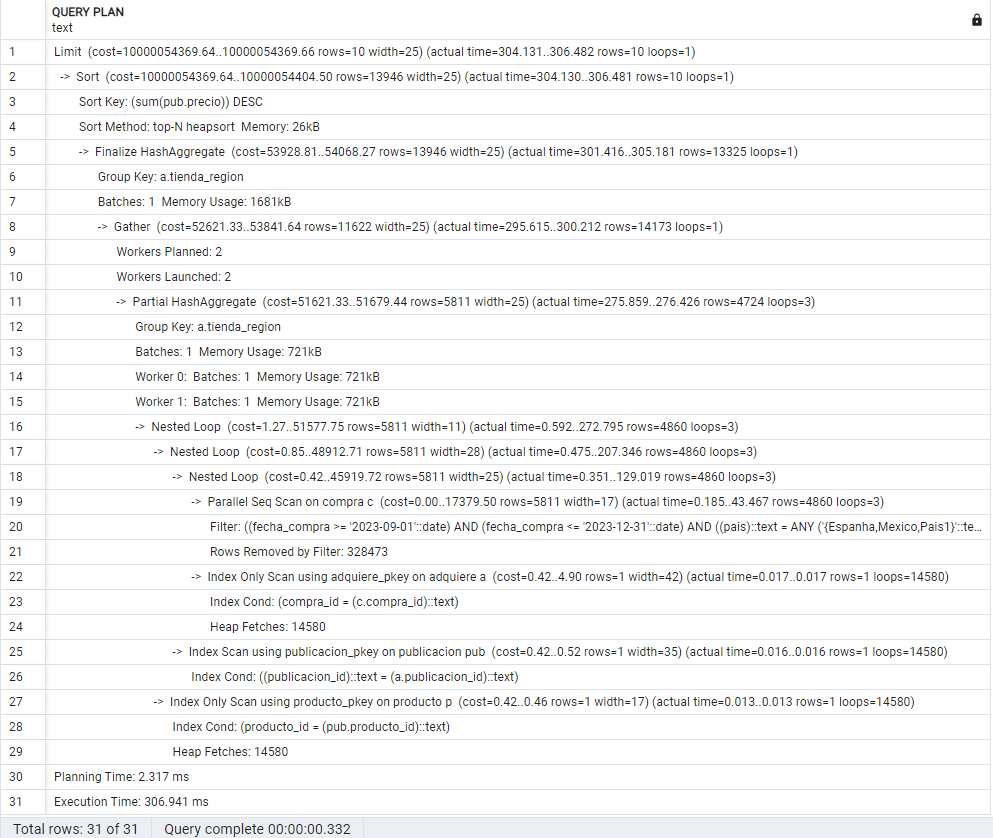 QUERY PLAN
text
1 Limit (cost=10000054369.64..10000054369.66 rows=10 width=25) (actual time=304.131..306.482 rows=10 loops=1)
2 -> Sort (cost=10000054369.64..10000054404.50 rows=13946 width=25) (actual time=304.130..306.481 rows=10 loops=1)
3 Sort Key: (sum(pub.precio)) DESC
4 Sort Method: top-N heapsort Memory: 26kB
5 -> Finalize HashAggregate (cost=53928.81..54068.27 rows=13946 width=25) (actual time=301.416..305.181 rows=13325 loops=1)
6 Group Key: a.tienda_region
7 Batches: 1 Memory Usage: 1681kB
8 -> Gather (cost=52621.33..53841.64 rows=11622 width=25) (actual time=295.615..300.212 rows=14173 loops=1)
9 Workers Planned: 2
10 Workers Launched: 2
11 -> Partial HashAggregate (cost=51621.33..51679.44 rows=5811 width=25) (actual time=275.859..276.426 rows=4724 loops=3)
12 Group Key: a.tienda_region
13 Batches: 1 Memory Usage: 721kB
14 Worker 0: Batches: 1 Memory Usage: 721kB
15 Worker 1: Batches: 1 Memory Usage: 721kB
16 -> Nested Loop (cost=1.27..51577.75 rows=5811 width=11) (actual time=0.592..272.795 rows=4860 loops=3)
17 -> Nested Loop (cost=0.85..48912.71 rows=5811 width=28) (actual time=0.475..207.346 rows=4860 loops=3)
18 -> Nested Loop (cost=0.42..45919.72 rows=5811 width=25) (actual time=0.351..129.019 rows=4860 loops=3)
19 -> Parallel Seq Scan on compra c (cost=0.00..17379.50 rows=5811 width=17) (actual time=0.185..43.467 rows=4860 loops=3)
20 Filter: ((fecha_compra >= '2023-09-01'::date) AND (fecha_compra <= '2023-12-31'::date) AND ((pais)::text = ANY ('{Espanha,Mexico,Pais1}'::te...
21 Rows Removed by Filter: 328473
22 -> Index Only Scan using adquiere_pkey on adquiere a (cost=0.42..4.90 rows=1 width=42) (actual time=0.017..0.017 rows=1 loops=14580)
23 Index Cond: (compra_id = (c.compra_id)::text)
24 Heap Fetches: 14580
25 -> Index Scan using publicacion_pkey on publicacion pub (cost=0.42..0.52 rows=1 width=35) (actual time=0.016..0.016 rows=1 loops=14580)
26 Index Cond: ((publicacion_id)::text = (a.publicacion_id)::text)
27 -> Index Only Scan using producto_pkey on producto p (cost=0.42..0.46 rows=1 width=17) (actual time=0.013..0.013 rows=1 loops=14580)
28 Index Cond: (producto_id = (pub.producto_id)::text)
29 Heap Fetches: 14580
30 Planning Time: 2.317 ms
31 Execution Time: 306.941 ms
Total rows: 31 of 31 Query complete 00:00:00.332